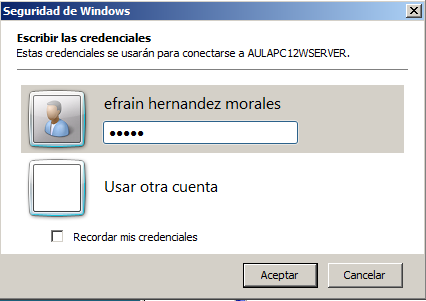 Seguridad de Windows
Escribir las credenciales
Estas credenciales se usarán para conectarse a AULAPC12WSERVER.
efrain hernandez morales
●●●●●
Usar otra cuenta
Recordar mis credenciales
Aceptar
Cancelar